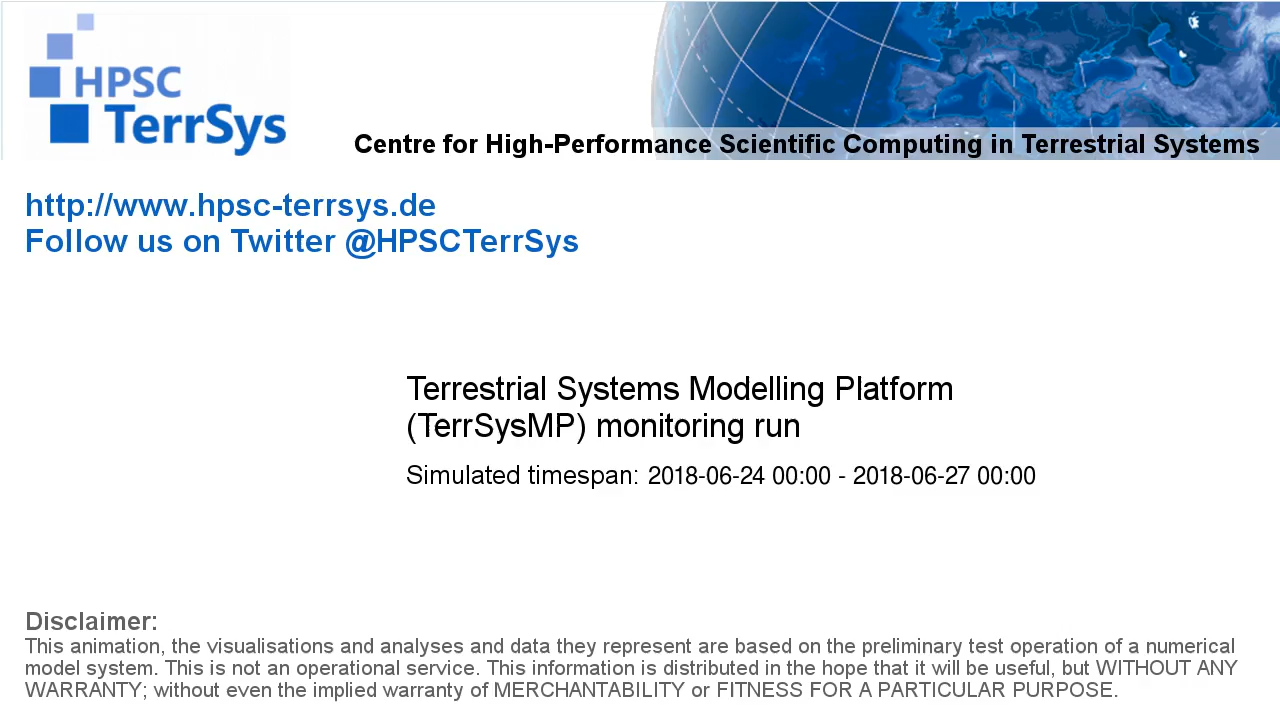 HPSC
TerrSys
Centre for High-Performance Scientific Computing in Terrestrial Systems
http://www.hpsc-terrsys.de
Follow us on Twitter @HPSCTerrSys
Terrestrial Systems Modelling Platform
(TerrSysMP) monitoring run
Simulated timespan: 2018-06-24 00:00 - 2018-06-27 00:00
Disclaimer:
This animation, the visualisations and analyses and data they represent are based on the preliminary test operation of a numerical
model system. This is not an operational service. This information is distributed in the hope that it will be useful, but WITHOUT ANY
WARRANTY; without even the implied warranty of MERCHANTABILITY or FITNESS FOR A PARTICULAR PURPOSE.